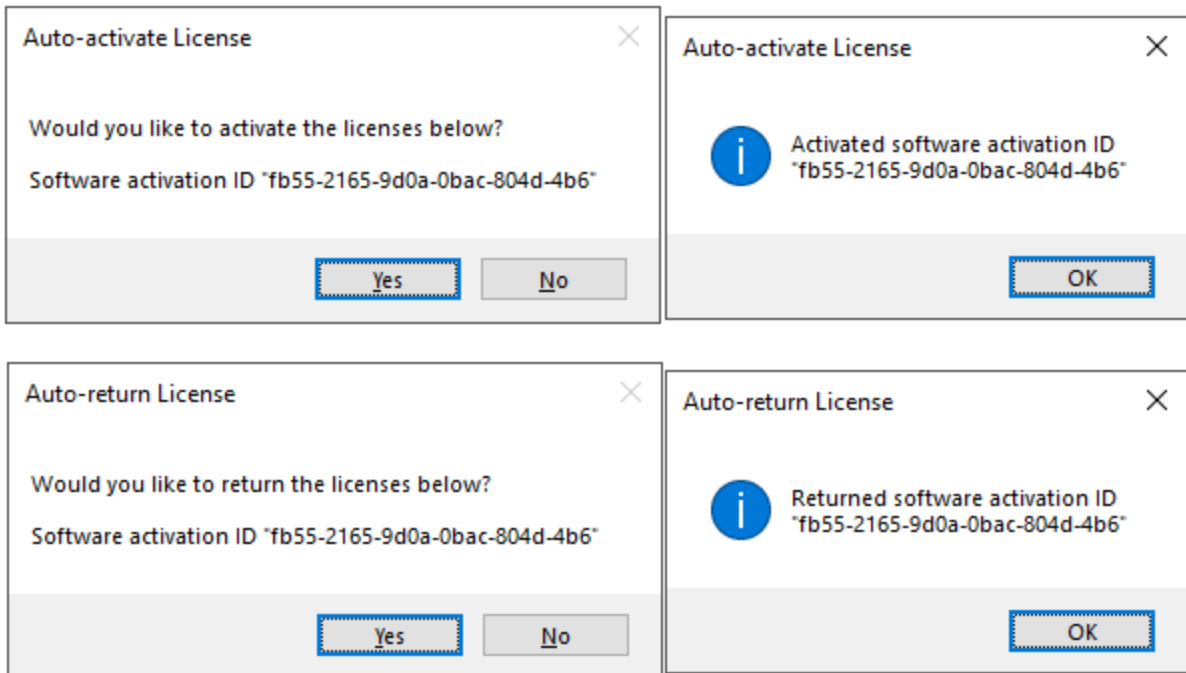 Auto-activate License
Would you like to activate the licenses below?
Software activation ID "fb55-2165-9d0a-0bac-804d-4b6"
Yes
No
Auto-activate License
Activated software activation ID
"fb55-2165-9d0a-0bac-804d-4b6"
OK
Auto-return License
Would you like to return the licenses below?
Software activation ID "fb55-2165-9d0a-0bac-804d-4b6"
Yes
No
Auto-return License
Returned software activation ID
"fb55-2165-9d0a-0bac-804d-4b6"
OK